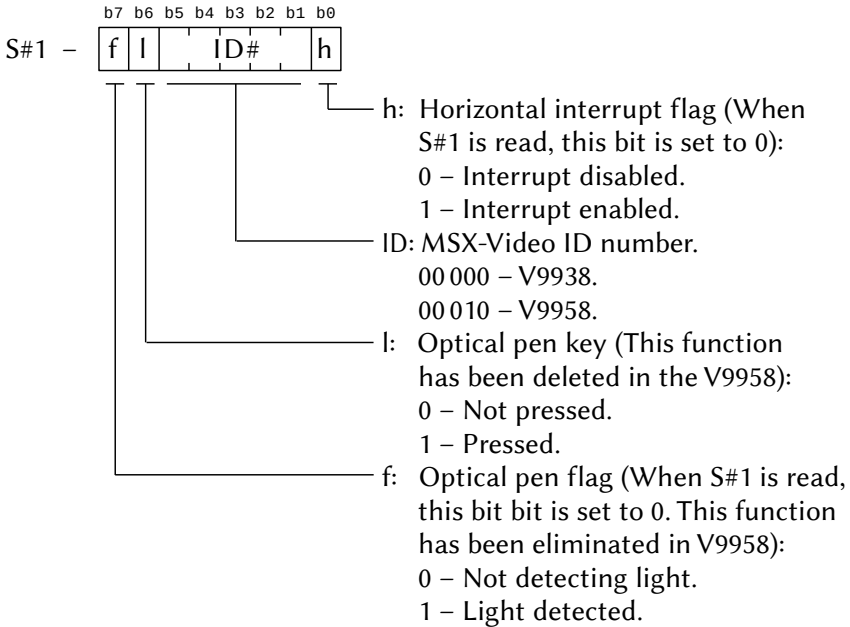 b7 b6 b5 b4 b3 b2 b1 b0
S#1 – f l ID# h
h: Horizontal interrupt flag (When
S#1 is read, this bit is set to 0):
0 – Interrupt disabled.
1 – Interrupt enabled.
ID: MSX-Video ID number.
00 000 – V9938.
00 010 – V9958.
l: Optical pen key (This function
has been deleted in the V9958):
0 – Not pressed.
1 – Pressed.
f: Optical pen flag (When S#1 is read,
this bit bit is set to 0. This function
has been eliminated in V9958):
0 – Not detecting light.
1 – Light detected.